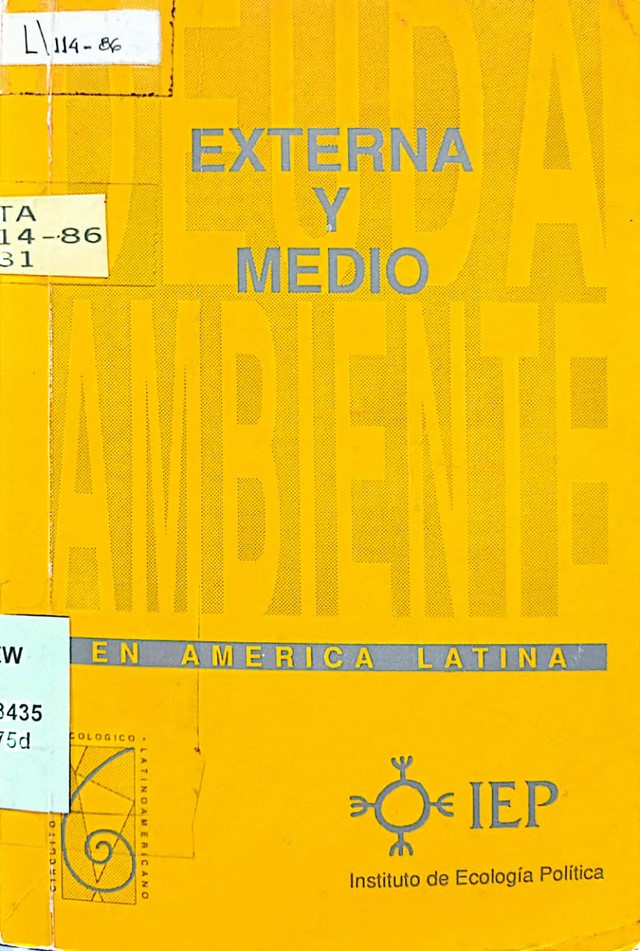 L\114-86
DEUDA
EXTERNA
Y
MEDIO
TA
14-86
31
AMBIENTE
EN AMERICA LATINA
EW
3435
75d
CIRCUITO ECOLOGICO · LATINOAMERICANO
IEP
Instituto de Ecología Política